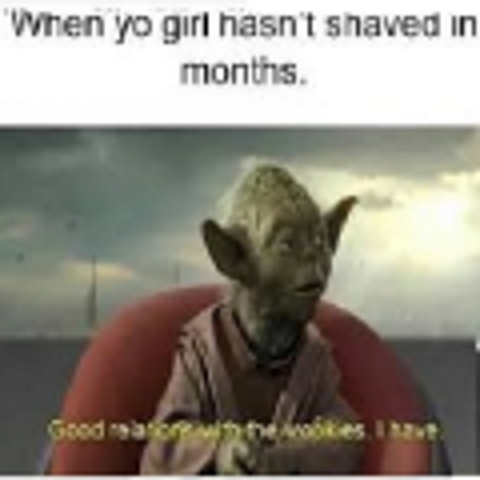 When yo girl hasn't shaved in
months.
Good relations with the wookies, I have.